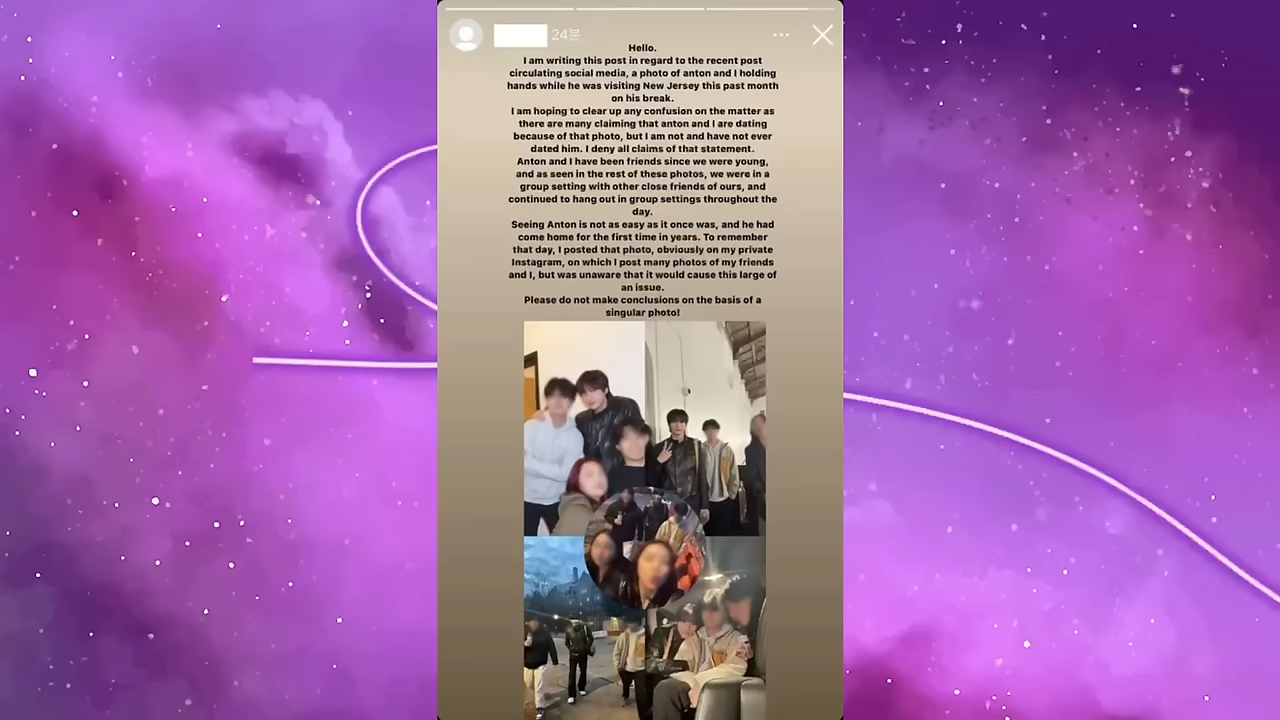 24분
Hello.
I am writing this post in regard to the recent post
circulating social media, a photo of anton and I holding
hands while he was visiting New Jersey this past month
on his break.
I am hoping to clear up any confusion on the matter as
there are many claiming that anton and I are dating
because of that photo, but I am not and have not ever
dated him. I deny all claims of that statement.
Anton and I have been friends since we were young,
and as seen in the rest of these photos, we were in a
group setting with other close friends of ours, and
continued to hang out in group settings throughout the
day.
Seeing Anton is not as easy as it once was, and he had
come home for the first time in years. To remember
that day, I posted that photo, obviously on my private
Instagram, on which I post many photos of my friends
and I, but was unaware that it would cause this large of
an issue.
Please do not make conclusions on the basis of a
singular photo!